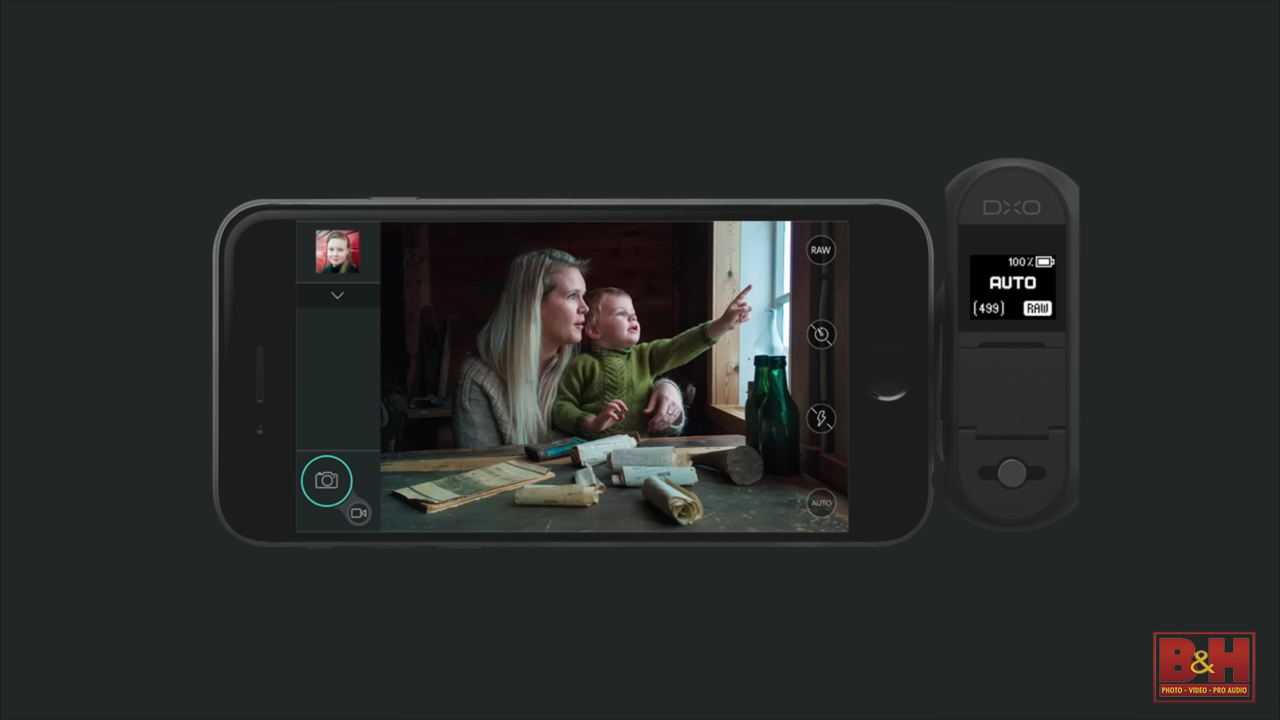 RAW
AUTO
DXO
100%
AUTO
(499) RAW
B&H
PHOTO - VIDEO - PRO AUDIO